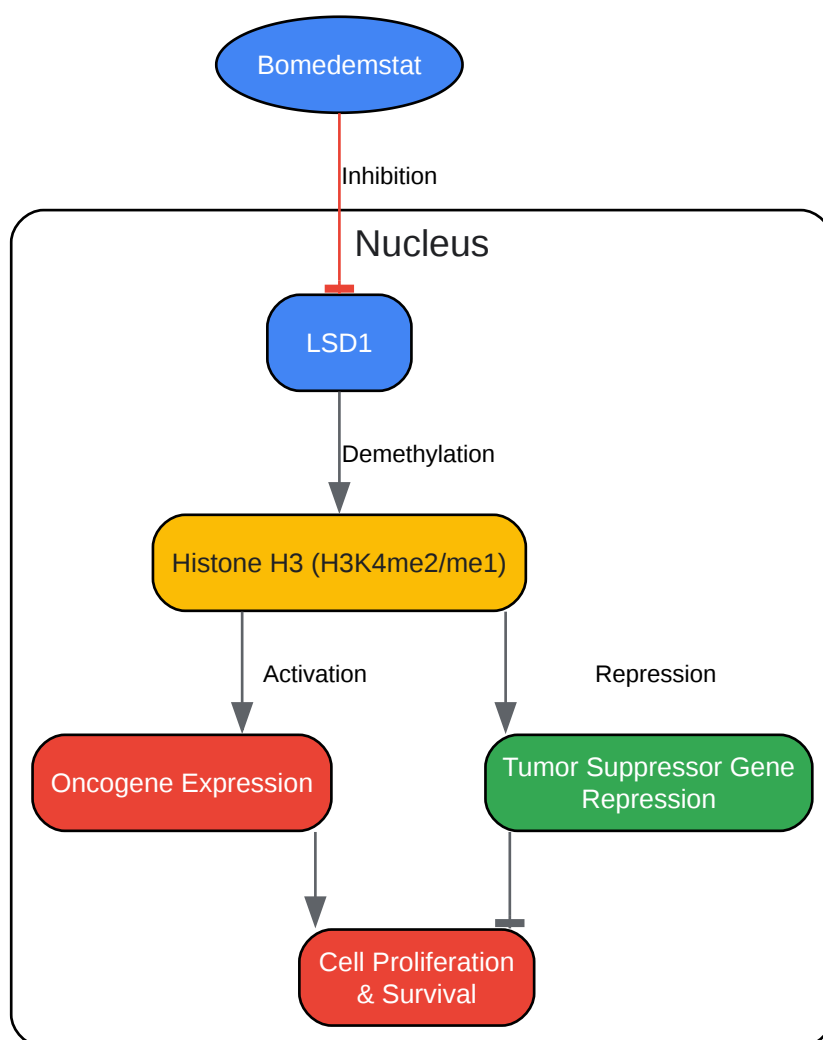 Bomedemstat
Inhibition
Nucleus
LSD1
Demethylation
Histone H3 (H3K4me2/me1)
Activation
Repression
Oncogene Expression
Tumor Suppressor Gene
Repression
Cell Proliferation
& Survival